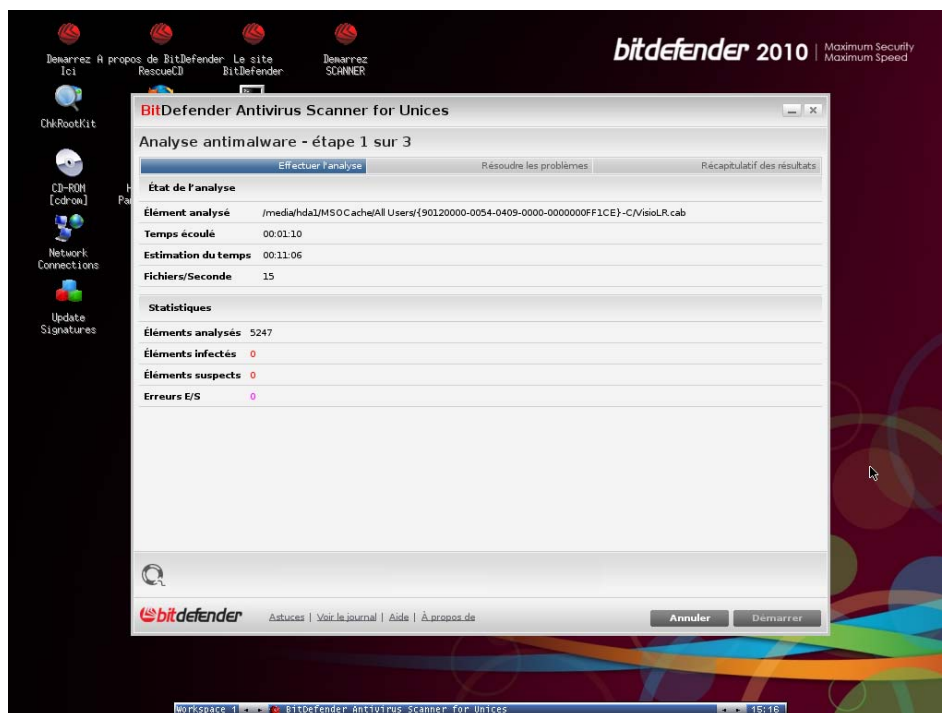 Demarrez Ici
A propos de BitDefender RescueCD
Le site BitDefender
Demarrez SCANNER
bitdefender 2010
Maximum Security
Maximum Speed
ChkRootKit
CD-ROM
[cdrom]
Network
Connections
Update
Signatures
BitDefender Antivirus Scanner for Unices
Analyse antimalware - étape 1 sur 3
Effectuer l'analyse Résoudre les problèmes Récapitulatif des résultats
État de l'analyse
Élément analysé /media/hda1/MSOCache/All Users/{90120000-0054-0409-0000-0000000FF1CE}-C/VisioLR.cab
Temps écoulé 00:01:10
Estimation du temps 00:11:06
Fichiers/Seconde 15
Statistiques
Éléments analysés 5247
Éléments infectés 0
Éléments suspects 0
Erreurs E/S 0
bitdefender
Astuces | Voir le journal | Aide | À propos de
Annuler Démarrer
Workspace 1 BitDefender Antivirus Scanner for Unices 15:16